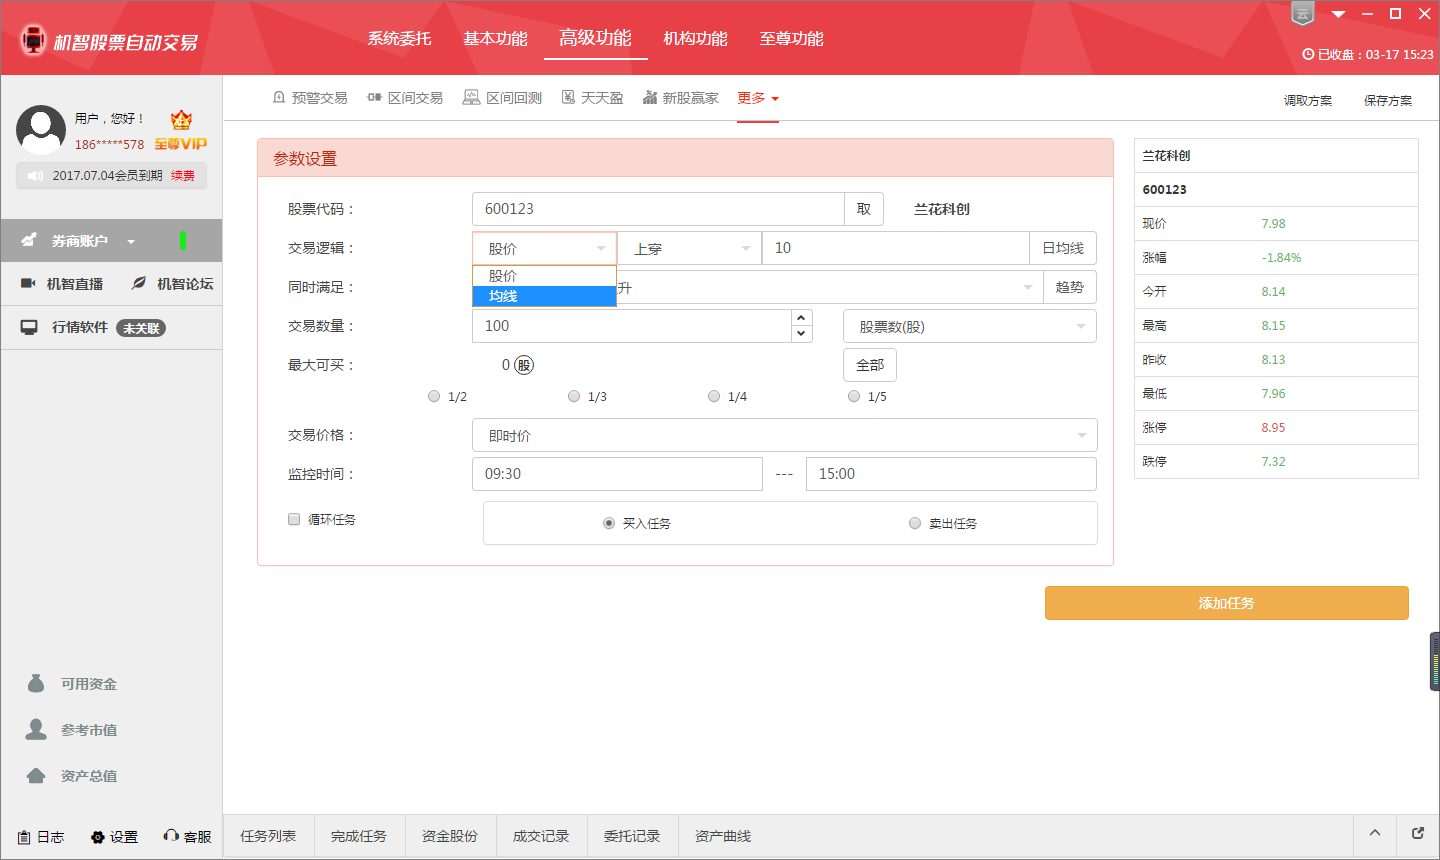 云
机智股票自动交易
系统委托 基本功能 高级功能 机构功能 至尊功能
已收盘：03-17 15:23
用户，您好！
186*****578 至尊VIP
2017.07.04会员到期 续费
券商账户
机智直播 机智论坛
行情软件 未关联
可用资金
参考市值
资产总值
日志 设置 客服
预警交易 区间交易 区间回测 天天盈 新股赢家 更多
调取方案 保存方案
参数设置
股票代码： 600123 取 兰花科创
交易逻辑： 股价 上穿 10 日均线
股价
均线
同时满足： 升 趋势
交易数量： 100 股票数(股)
最大可买： 0 股 全部
1/2 1/3 1/4 1/5
交易价格： 即时价
监控时间： 09:30 --- 15:00
循环任务 买入任务 卖出任务
添加任务
兰花科创
600123
现价 7.98
涨幅 -1.84%
今开 8.14
最高 8.15
昨收 8.13
最低 7.96
涨停 8.95
跌停 7.32
任务列表 完成任务 资金股份 成交记录 委托记录 资产曲线